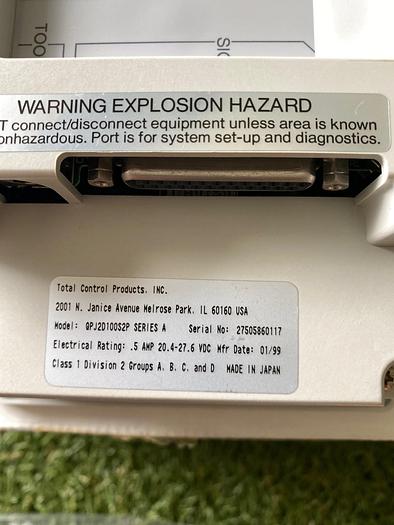 TOO
SIC
WARNING EXPLOSION HAZARD
T connect/disconnect equipment unless area is known
onhazardous. Port is for system set-up and diagnostics.
Total Control Products, INC.
2001 N. Janice Avenue Melrose Park, IL 60160 USA
Model: QPJ2D100S2P SERIES A Serial No: 27505860117
Electrical Rating: .5 AMP 20.4-27.6 VDC Mfr Date: 01/99
Class 1 Division 2 Groups A, B, C, and D MADE IN JAPAN